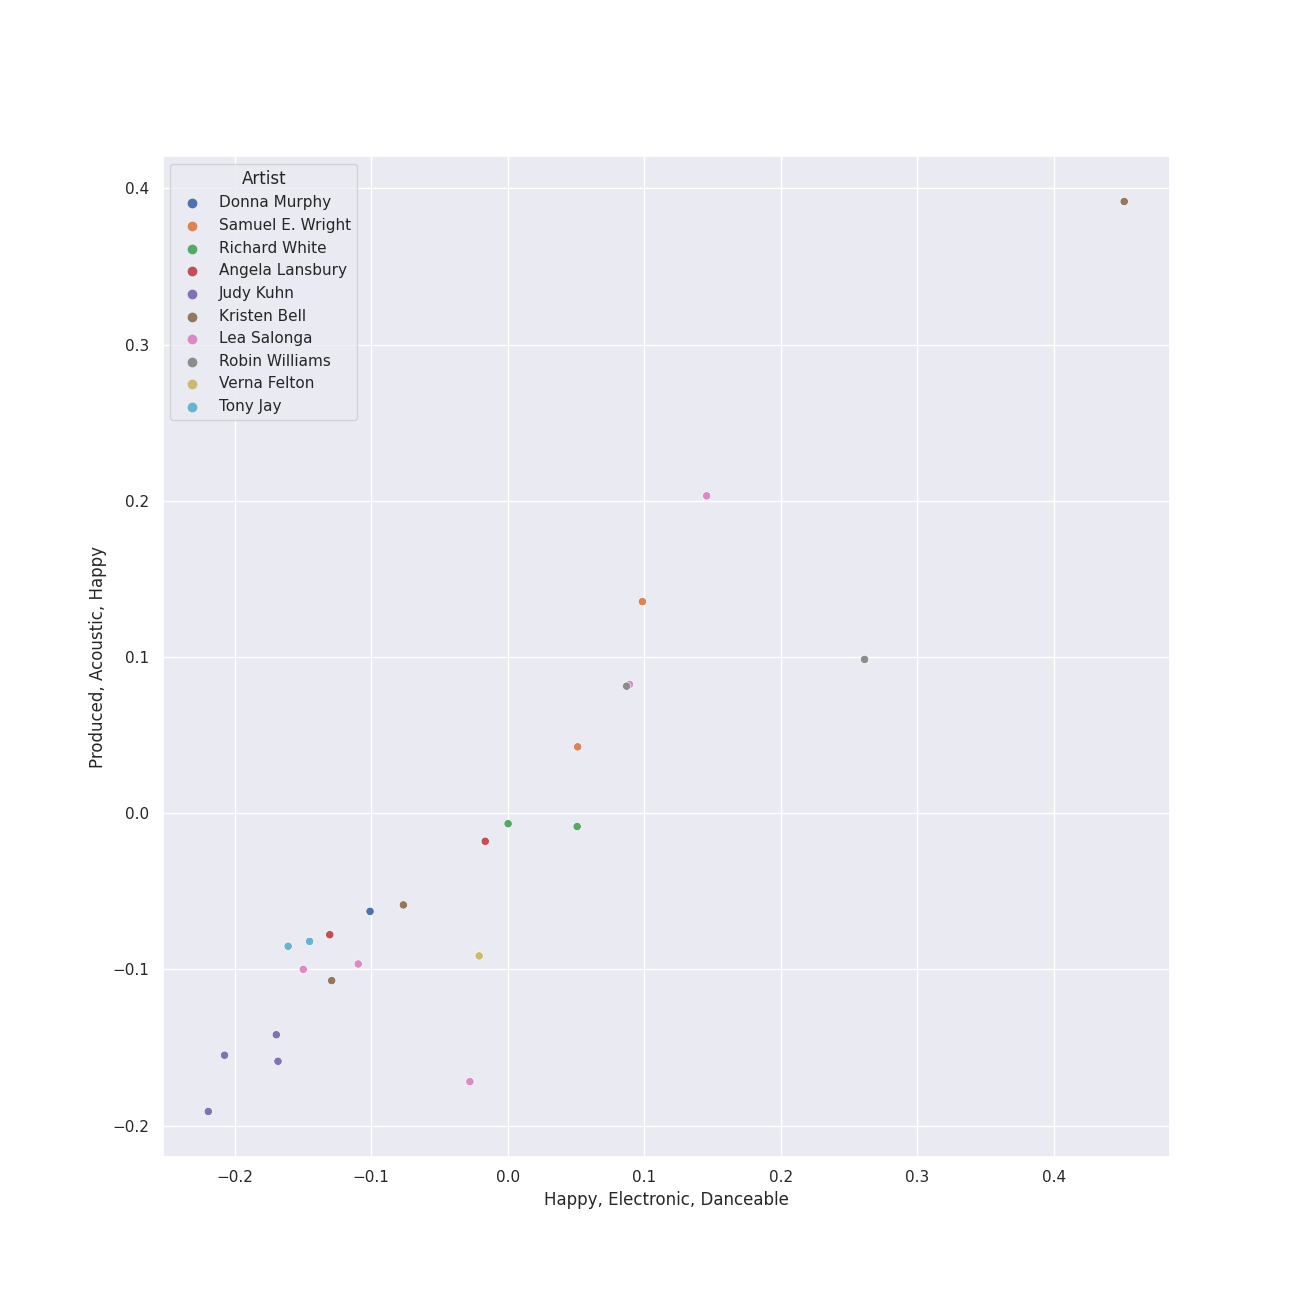 Artist
Donna Murphy
Samuel E. Wright
Richard White
Angela Lansbury
Judy Kuhn
Kristen Bell
Lea Salonga
Robin Williams
Verna Felton
Tony Jay
0.4
0.3
0.2
0.1
0.0
−0.1
−0.2
Produced, Acoustic, Happy
−0.2 −0.1 0.0 0.1 0.2 0.3 0.4
Happy, Electronic, Danceable